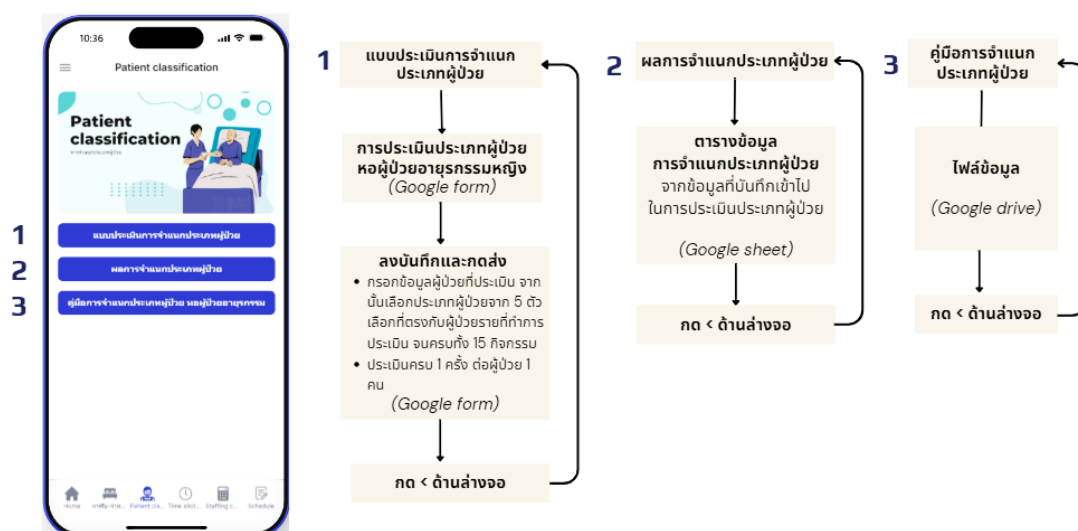 10:36
Patient classification
Patient
classification
การจำแนกประเภทผู้ป่วย
1
แบบประเมินการจำแนกประเภทผู้ป่วย
2
ผลการจำแนกประเภทผู้ป่วย
3
คู่มือการจำแนกประเภทผู้ป่วย หอผู้ป่วยอายุรกรรม
Home
Patient cla...
Time allot...
Staffing c...
Schedule
1
แบบประเมินการจำแนก
ประเภทผู้ป่วย
การประเมินประเภทผู้ป่วย
หอผู้ป่วยอายุรกรรมหญิง
(Google form)
ลงบันทึกและกดส่ง
• กรอกข้อมูลผู้ป่วยที่ประเมิน จาก
นั้นเลือกประเภทผู้ป่วยจาก 5 ตัว
เลือกที่ตรงกับผู้ป่วยรายที่ทำการ
ประเมิน จนครบทั้ง 15 กิจกรรม
• ประเมินครบ 1 ครั้ง ต่อผู้ป่วย 1
คน
(Google form)
กด < ด้านล่างจอ
2
ผลการจำแนกประเภทผู้ป่วย
ตารางข้อมูล
การจำแนกประเภทผู้ป่วย
จากข้อมูลที่บันทึกเข้าไป
ในการประเมินประเภทผู้ป่วย
(Google sheet)
กด < ด้านล่างจอ
3
คู่มือการจำแนก
ประเภทผู้ป่วย
ไฟล์ข้อมูล
(Google drive)
กด < ด้านล่างจอ